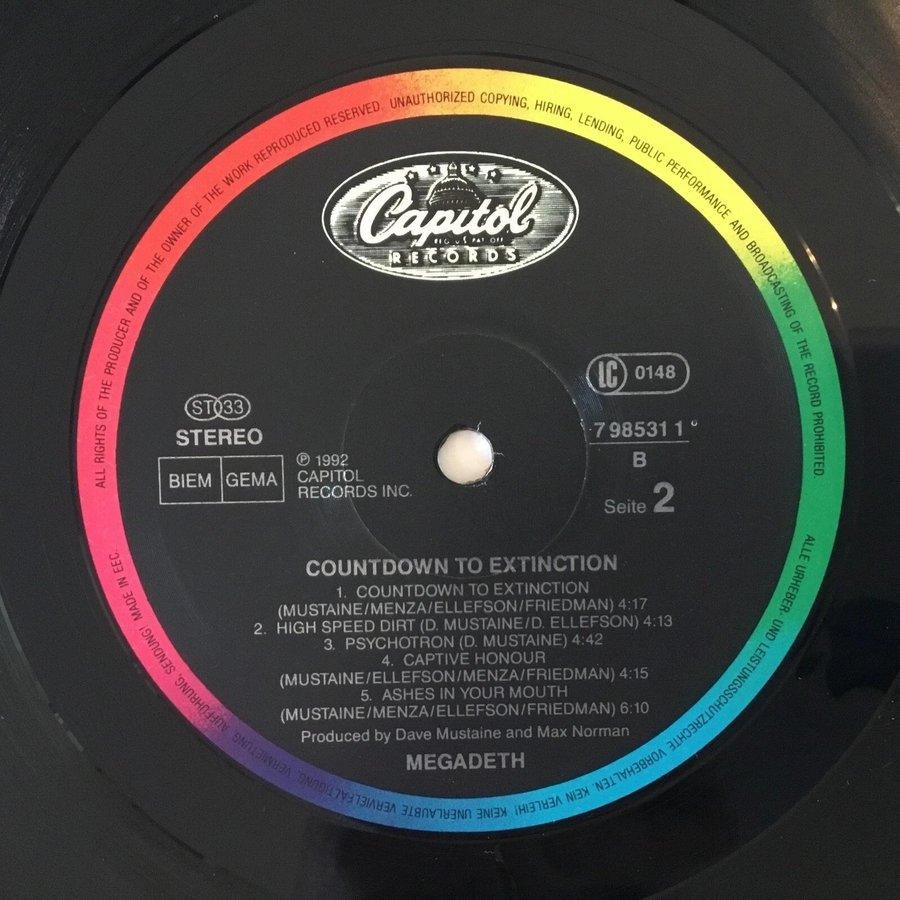 ALL RIGHTS OF THE PRODUCER AND OF THE OWNER OF THE WORK REPRODUCED RESERVED. UNAUTHORIZED COPYING, HIRING, LENDING, PUBLIC PERFORMANCE AND BROADCASTING OF THE RECORD PROHIBITED.
Capitol
REG. U.S. PAT. OFF.
RECORDS
LC 0148
ST 33
STEREO
BIEM GEMA
℗ 1992
CAPITOL
RECORDS INC.
7 98531 1
B
Seite 2
COUNTDOWN TO EXTINCTION
1. COUNTDOWN TO EXTINCTION
(MUSTAINE/MENZA/ELLEFSON/FRIEDMAN) 4:17
2. HIGH SPEED DIRT (D. MUSTAINE/D. ELLEFSON) 4:13
3. PSYCHOTRON (D. MUSTAINE) 4:42
4. CAPTIVE HONOUR
(MUSTAINE/ELLEFSON/MENZA/FRIEDMAN) 4:15
5. ASHES IN YOUR MOUTH
(MUSTAINE/MENZA/ELLEFSON/FRIEDMAN) 6:10
Produced by Dave Mustaine and Max Norman
MEGADETH
ALLE URHEBER- UND LEISTUNGSSCHUTZRECHTE VORBEHALTEN. KEIN VERLEIH! KEINE UNERLAUBTE VERVIELFÄLTIGUNG, VERMIETUNG, AUFFÜHRUNG, SENDUNG! MADE IN EEC.